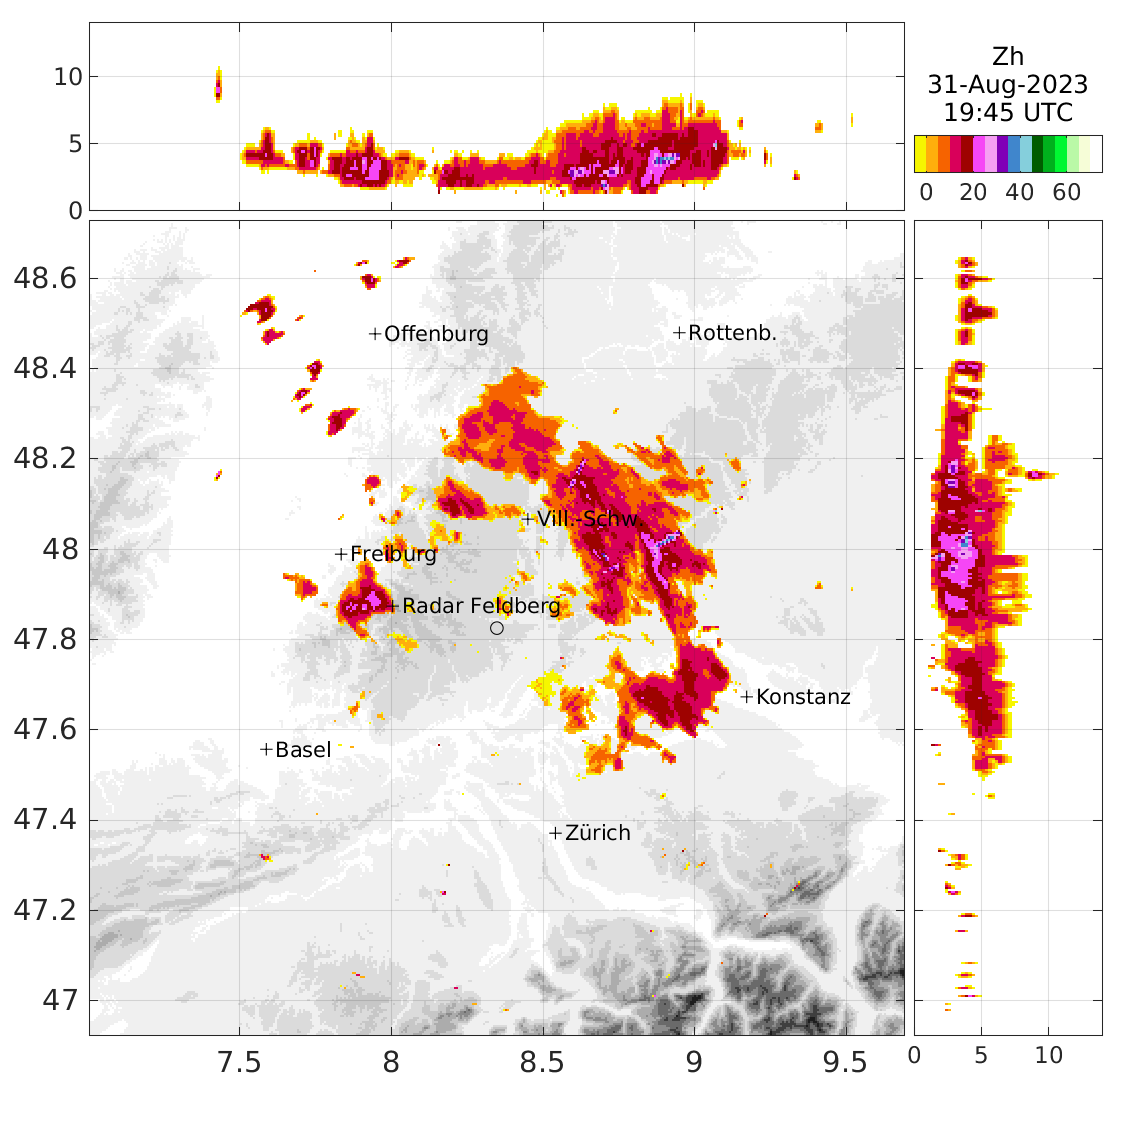 10
5
0
Zh
31-Aug-2023
19:45 UTC
0 20 40 60
48.6
48.4
48.2
48
47.8
47.6
47.4
47.2
47
+Offenburg
+Rottenb.
+Vill.-Schw.
+Freiburg
+Radar Feldberg
+Konstanz
+Basel
+Zürich
7.5 8 8.5 9 9.5
0 5 10